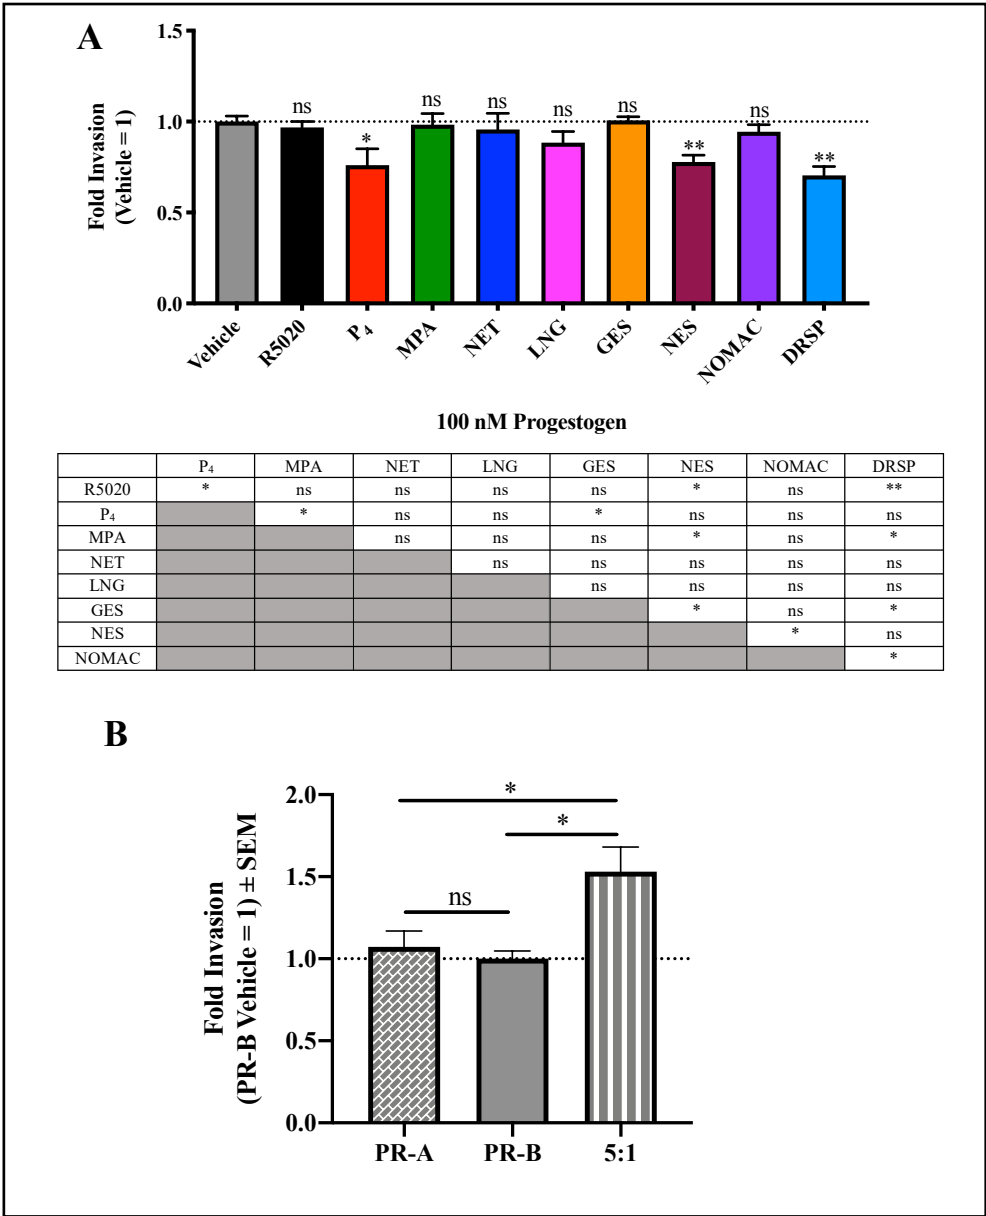 A
1.5
1.0
0.5
0.0
Fold Invasion
(Vehicle = 1)
ns
*
ns
ns
ns
ns
**
ns
**
Vehicle
R5020
P₄
MPA
NET
LNG
GES
NES
NOMAC
DRSP
100 nM Progestogen
P₄ MPA NET LNG GES NES NOMAC DRSP
R5020 * ns ns ns ns * ns **
P₄ * ns ns * ns ns ns
MPA ns ns ns * ns *
NET ns ns ns ns ns
LNG ns ns ns ns
GES * ns *
NES * ns
NOMAC *
B
2.0
1.5
1.0
0.5
0.0
Fold Invasion
(PR-B Vehicle = 1) ± SEM
*
*
ns
PR-A
PR-B
5:1